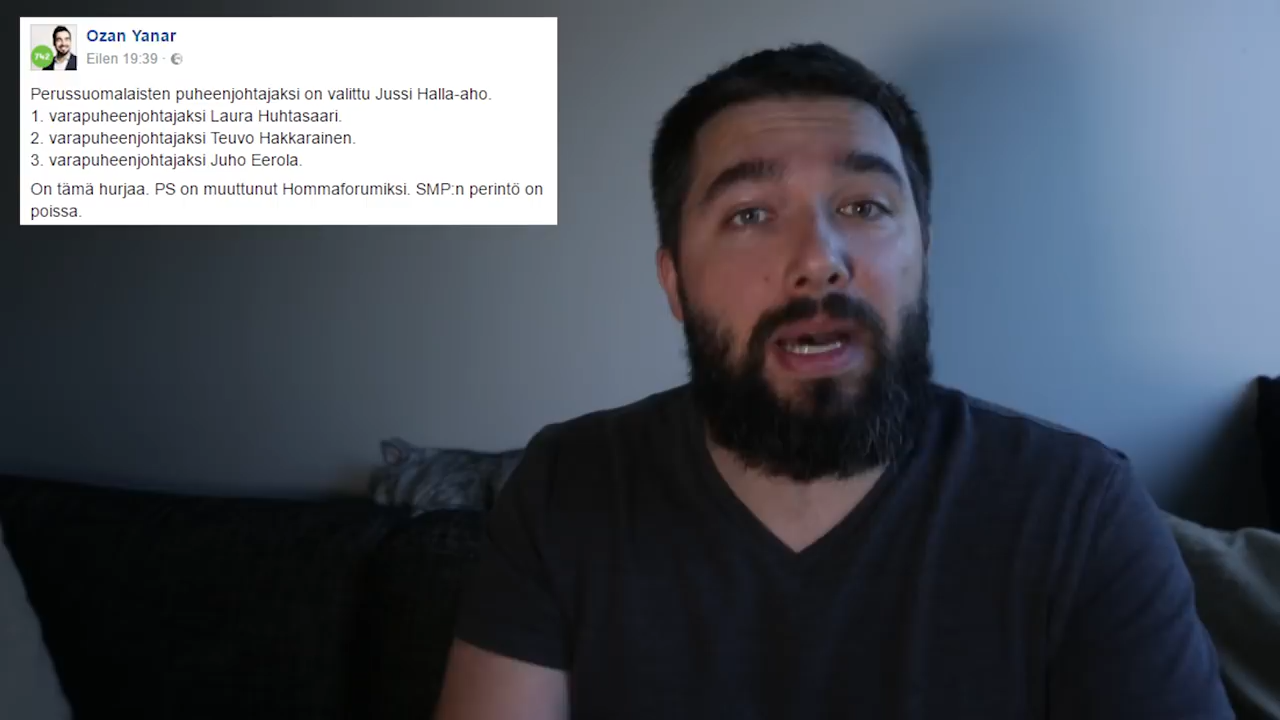 Ozan Yanar
Eilen 19:39 ·
742
Perussuomalaisten puheenjohtajaksi on valittu Jussi Halla-aho.
1. varapuheenjohtajaksi Laura Huhtasaari.
2. varapuheenjohtajaksi Teuvo Hakkarainen.
3. varapuheenjohtajaksi Juho Eerola.
On tämä hurjaa. PS on muuttunut Hommaforumiksi. SMP:n perintö on
poissa.